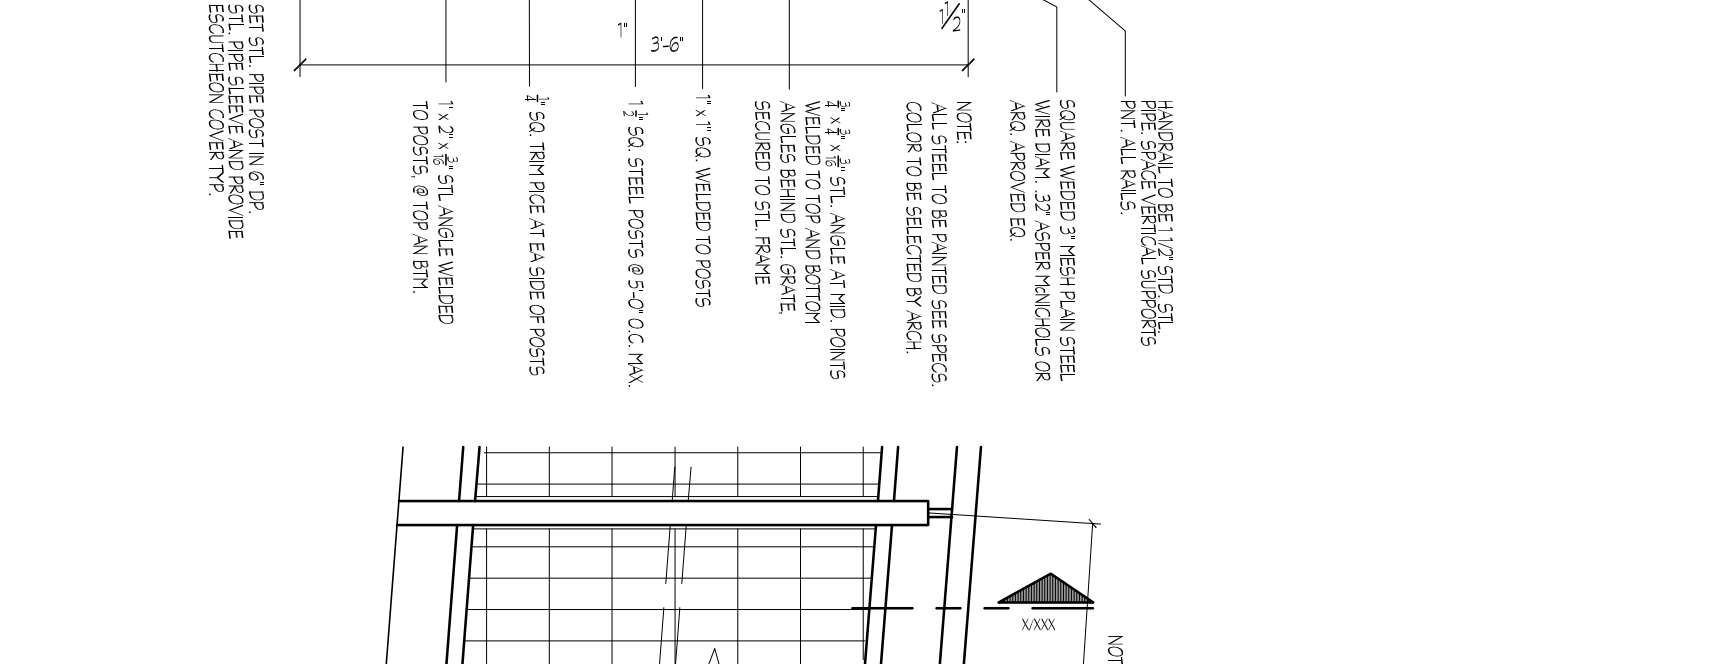 HANDRAIL TO BE 1 1/2" STD. STL.
PIPE. SPACE VERTICAL SUPPORTS
PNT. ALL RAILS.
SQUARE WEDED 3" MESH PLAIN STEEL
WIRE DIAM. .32" ASPER McNICHOLS OR
ARQ. APROVED EQ.
1 1/2"
NOTE:
ALL STEEL TO BE PAINTED SEE SPECS.
COLOR TO BE SELECTED BY ARCH.
3/4" x 3/4" x 3/16" STL. ANGLE AT MID. POINTS
WELDED TO TOP AND BOTTOM
ANGLES BEHIND STL. GRATE,
SECURED TO STL. FRAME
1" x 1" SQ. WELDED TO POSTS
3'-6"
1"
1 1/2" SQ. STEEL POSTS @ 5'-0" O.C. MAX.
1/4" SQ. TRIM PICE AT EA SIDE OF POSTS
1" x 2" x 3/16" STL ANGLE WELDED
TO POSTS, @ TOP AN BTM.
SET STL. PIPE POST IN 6" DP.
STL. PIPE SLEEVE AND PROVIDE
ESCUTCHEON COVER TYP.
X/XXX
NOT